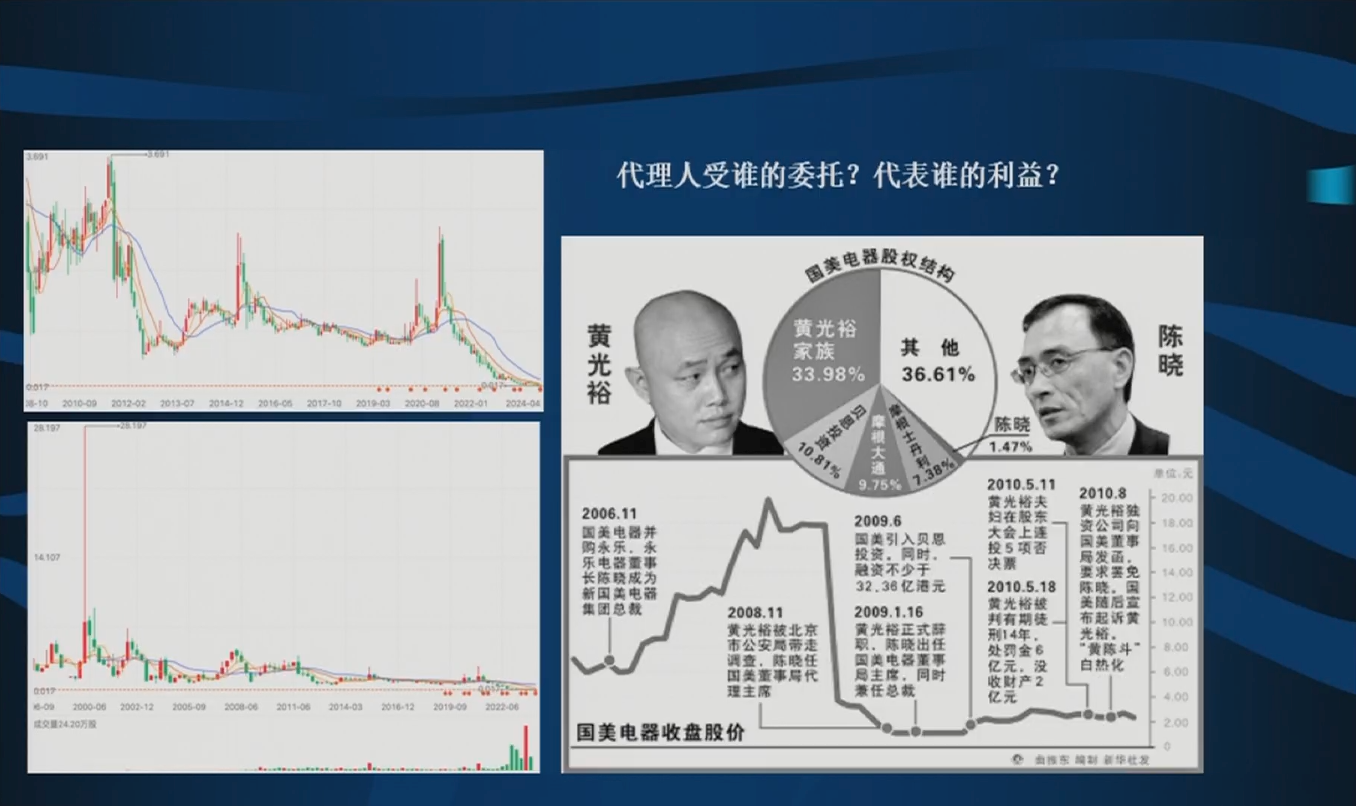 代理人受谁的委托？代表谁的利益？
3.691
3.691
0.017
0.017
08-10 2010-09 2012-02 2013-07 2014-12 2016-05 2017-10 2019-03 2020-08 2022-01 2024-04
28.197
28.197
14.107
0.017
0.017
2000-06 2002-12 2005-09 2008-06 2011-06 2014-03 2016-12 2019-09 2022-06
成交量24.20万股
国美电器股权结构
黄光裕
陈晓
黄光裕
家族
33.98%
其 他
36.61%
贝恩投资
10.81%
摩根大通
9.75%
摩根士丹利
7.38%
陈晓
1.47%
2006.11
国美电器并
购永乐，永
乐电器董事
长陈晓成为
新国美电器
集团总裁
2008.11
黄光裕被北京
市公安局带走
调查，陈晓任
国美董事局代
理主席
2009.6
国美引入贝恩
投资，同时，
融资不少于
32.36亿港元
2009.1.16
黄光裕正式辞
职，陈晓出任
国美电器董事
局主席，同时
兼任总裁
2010.5.11
黄光裕夫
妇在股东
大会上连
投5项否
决票
2010.5.18
黄光裕被
判有期徒
刑14年，
处罚金6
亿元，没
收财产2
亿元
2010.8
黄光裕独
资公司向
国美董事
局发函，
要求罢免
陈晓。国
美随后宣
布起诉黄
光裕。
“黄陈斗”
白热化
单位:元
20.00
18.00
16.00
14.00
12.00
10.00
8.00
6.00
4.00
2.00
0
国美电器收盘股价
编制 新华社发